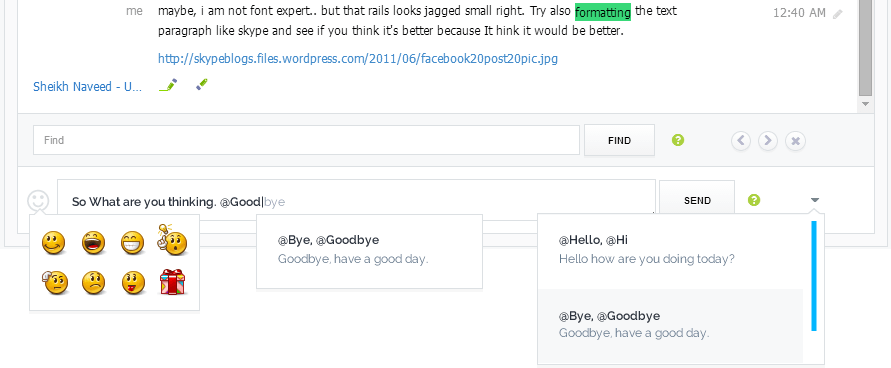 me maybe, i am not font expert.. but that rails looks jagged small right. Try also formatting the text 12:40 AM
paragraph like skype and see if you think it's better because It hink it would be better.
http://skypeblogs.files.wordpress.com/2011/06/facebook20post20pic.jpg
Sheikh Naveed - U...
Find FIND ?
So What are you thinking. @Goodbye SEND ?
@Bye, @Goodbye
Goodbye, have a good day.
@Hello, @Hi
Hello how are you doing today?
@Bye, @Goodbye
Goodbye, have a good day.